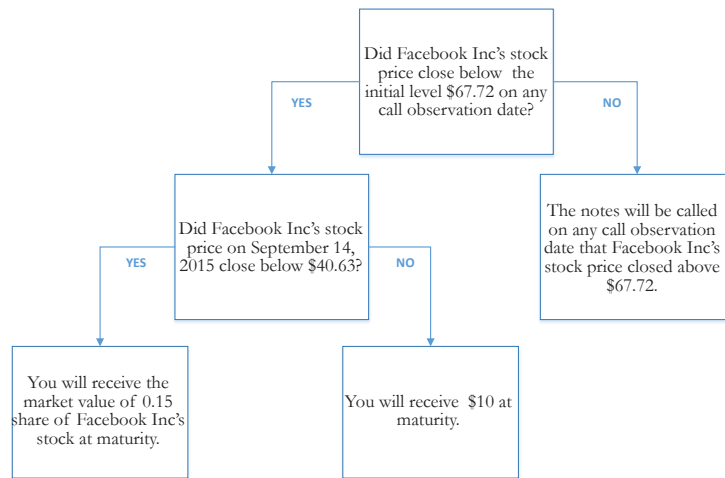 Did Facebook Inc's stock
price close below the
initial level $67.72 on any
call observation date?
YES
NO
Did Facebook Inc's stock
price on September 14,
2015 close below $40.63?
The notes will be called
on any call observation
date that Facebook Inc's
stock price closed above
$67.72.
YES
NO
You will receive the
market value of 0.15
share of Facebook Inc's
stock at maturity.
You will receive $10 at
maturity.